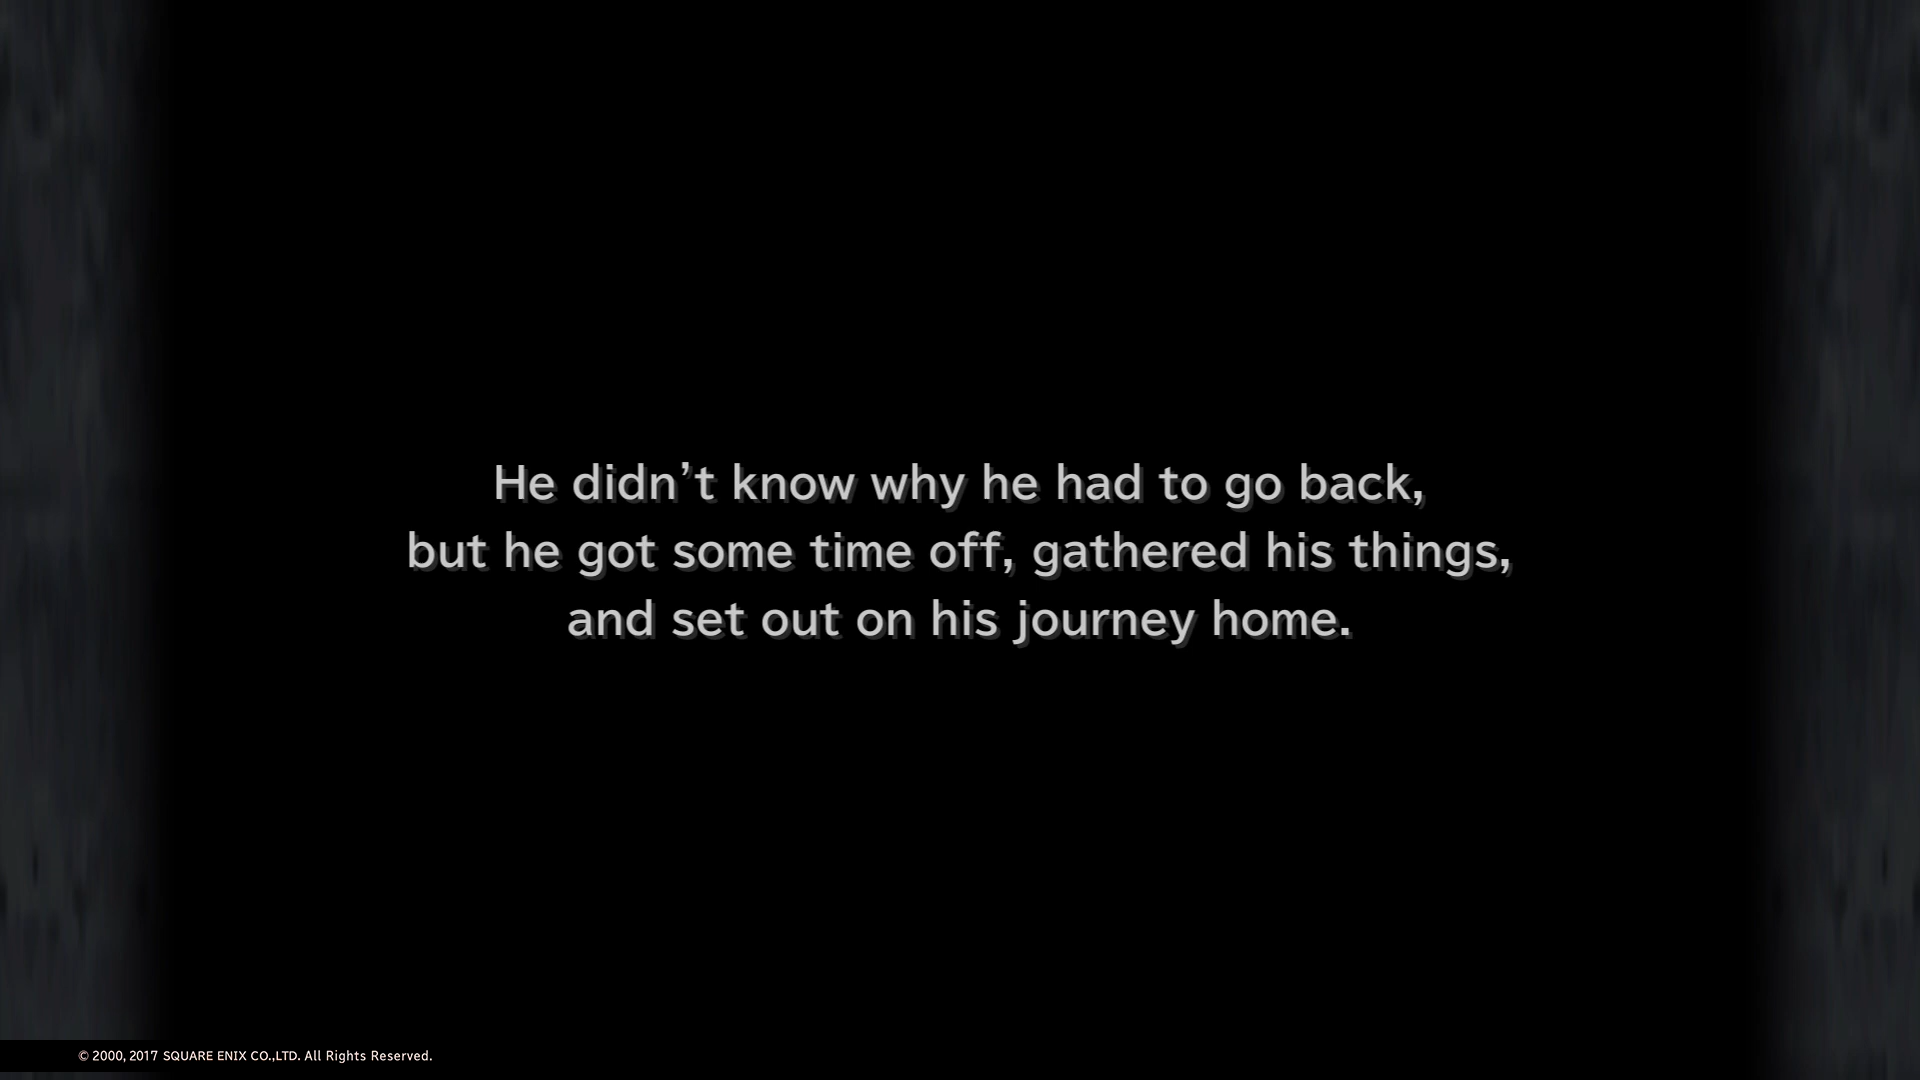 He didn’t know why he had to go back,
but he got some time off, gathered his things,
and set out on his journey home.
© 2000, 2017 SQUARE ENIX CO.,LTD. All Rights Reserved.